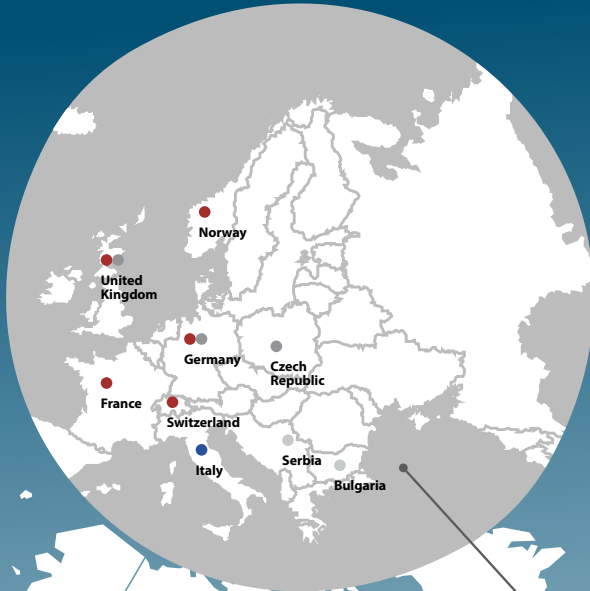 Norway
United
Kingdom
Germany
Czech
Republic
France
Switzerland
Italy
Serbia
Bulgaria